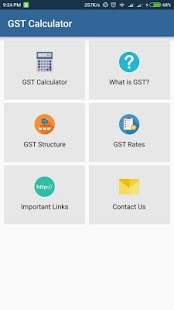 9:24 PM 257K/s 68%
GST Calculator
GST Calculator What is GST?
GST Structure GST Rates
http://
Important Links Contact Us